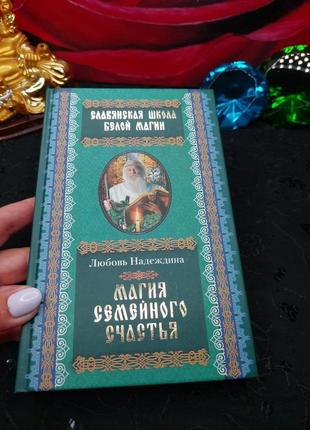 СЛАВЯНСКАЯ ШКОЛА
БЕЛОЙ МАГИИ
Любовь Надеждина
МАГИЯ
СЕМЕЙНОГО
СЧАСТЬЯ